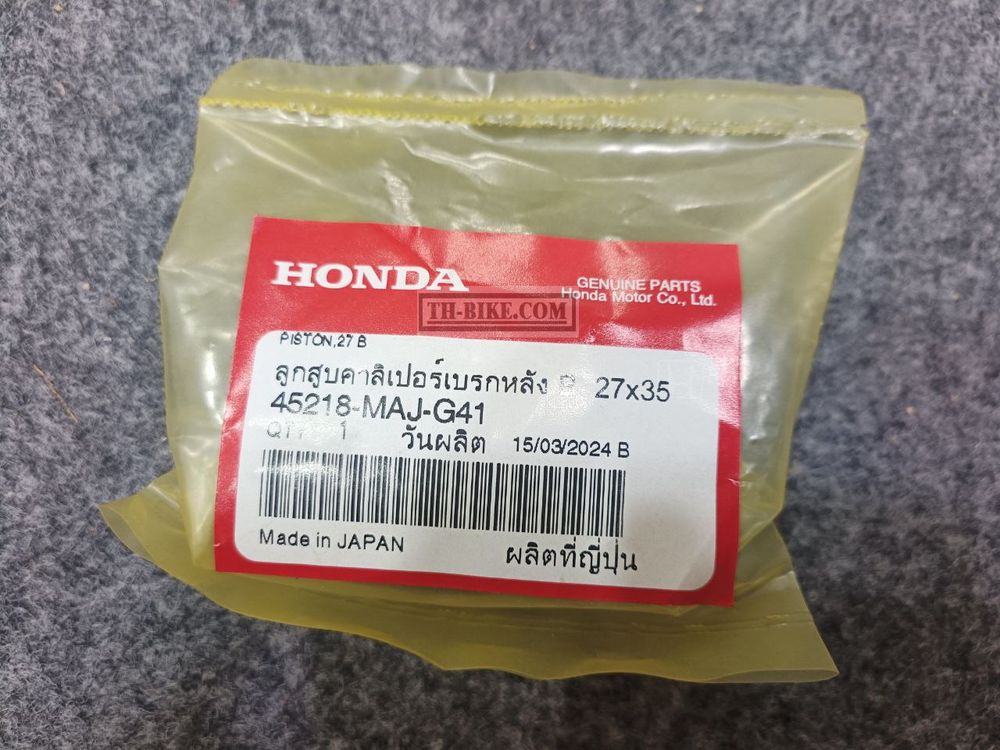 HONDA
GENUINE PARTS
Honda Motor Co., Ltd.
TH-BIKE.COM
PISTON,27 B
ลูกสูบคาลิเปอร์เบรกหลัง 27x35
45218-MAJ-G41
QTY 1 วันผลิต 15/03/2024 B
Made in JAPAN
ผลิตที่ญี่ปุ่น